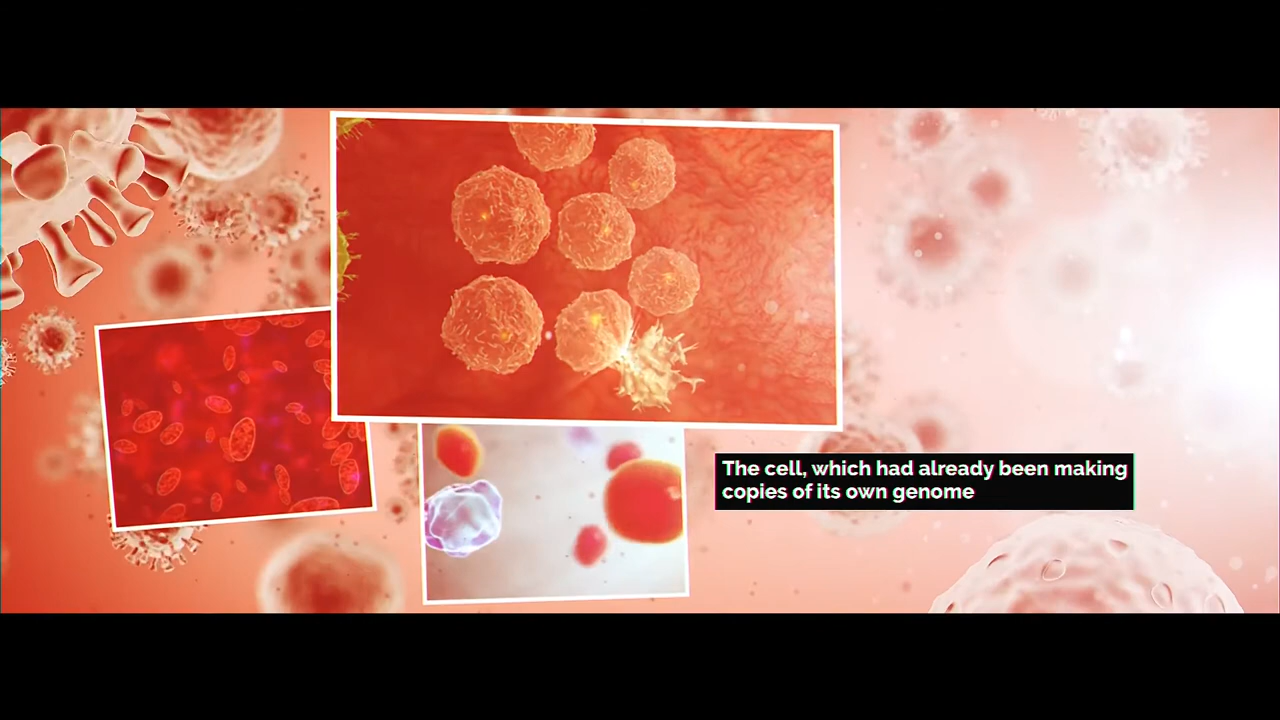 The cell, which had already been making
copies of its own genome